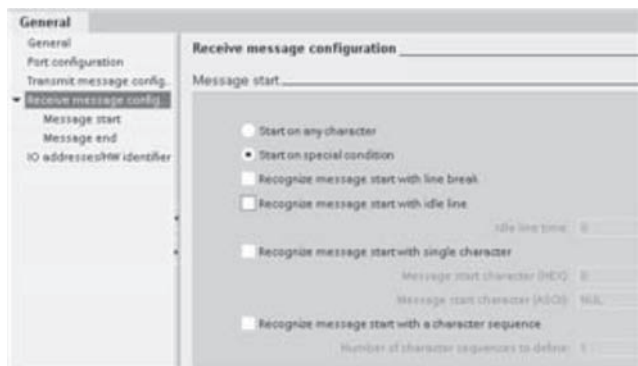 General
General
Port configuration
Transmit message config.
Receive message config.
Message start
Message end
IO addresses/HW identifier
Receive message configuration
Message start
Start on any character
Start on special condition
Recognize message start with line break
Recognize message start with idle line
Idle line time:
Recognize message start with single character
Message start character (HEX):
Message start character (ASCII): NUL
Recognize message start with a character sequence
Number of character sequences to define: 1